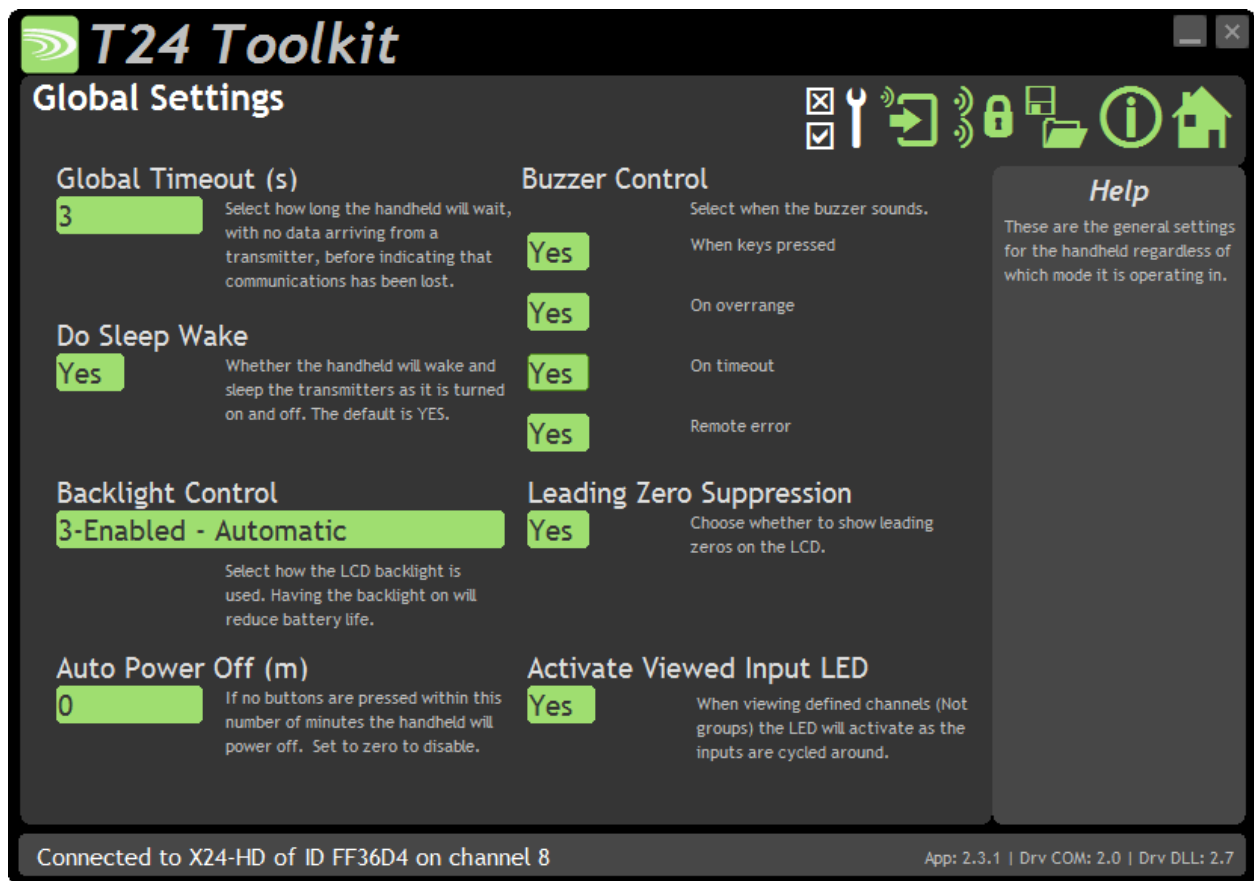 T24 Toolkit
Global Settings
Global Timeout (s)
3
Select how long the handheld will wait,
with no data arriving from a
transmitter, before indicating that
communications has been lost.
Do Sleep Wake
Yes
Whether the handheld will wake and
sleep the transmitters as it is turned
on and off. The default is YES.
Backlight Control
3-Enabled - Automatic
Select how the LCD backlight is
used. Having the backlight on will
reduce battery life.
Auto Power Off (m)
0
If no buttons are pressed within this
number of minutes the handheld will
power off. Set to zero to disable.
Buzzer Control
Select when the buzzer sounds.
Yes
When keys pressed
Yes
On overrange
Yes
On timeout
Yes
Remote error
Leading Zero Suppression
Yes
Choose whether to show leading
zeros on the LCD.
Activate Viewed Input LED
Yes
When viewing defined channels (Not
groups) the LED will activate as the
inputs are cycled around.
Help
These are the general settings
for the handheld regardless of
which mode it is operating in.
Connected to X24-HD of ID FF36D4 on channel 8
App: 2.3.1 | Drv COM: 2.0 | Drv DLL: 2.7